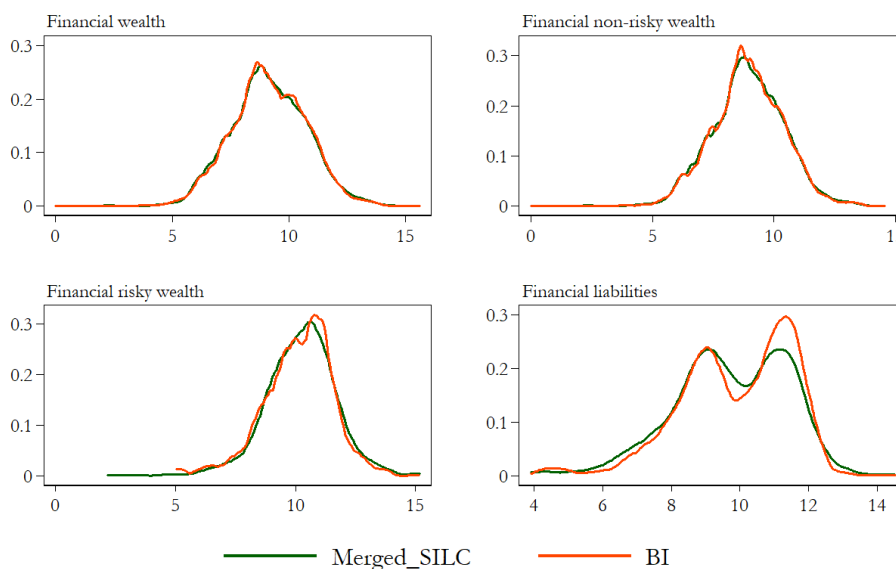 Financial wealth
0.3
0.2
0.1
0
0 5 10 15
Financial non-risky wealth
0.3
0.2
0.1
0
0 5 10 1
Financial risky wealth
0.3
0.2
0.1
0
0 5 10 15
Financial liabilities
0.3
0.2
0.1
0
4 6 8 10 12 14
Merged_SILC BI